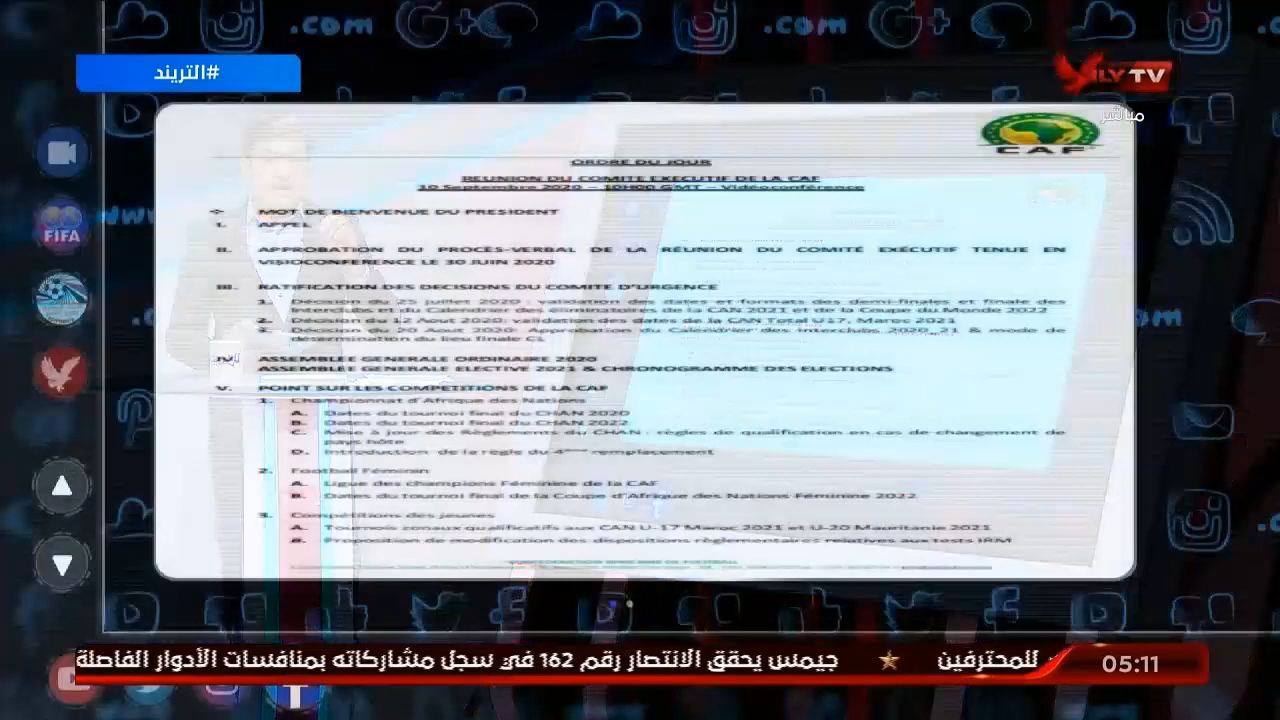 .com
G+
.com
G+
#التريند
LY TV
مباشر
CAF
ORDRE DU JOUR
REUNION DU COMITE EXECUTIF DE LA CAF
10 Septembre 2020 – 10H00 GMT – Vidéoconférence
MOT DE BIENVENUE DU PRESIDENT
I. APPEL
II. APPROBATION DU PROCÈS-VERBAL DE LA RÉUNION DU COMITÉ EXÉCUTIF TENUE EN
VISIOCONFERENCE LE 30 JUIN 2020
III. RATIFICATION DES DECISIONS DU COMITE D'URGENCE
1. Décision du 25 juillet 2020 : validation des dates et formats des demi-finales et finale des
Interclubs et du Calendrier des éliminatoires de la CAN 2021 et de la Coupe du Monde 2022
2. Décision du 12 Aout 2020: validation des dates de la CAN Total U17, Maroc 2021
3. Décision du 20 Aout 2020: Approbation du Calendrier des Interclubs 2020_21 & mode de
détermination du lieu finale CL
IV. ASSEMBLEE GENERALE ORDINAIRE 2020
ASSEMBLEE GENERALE ELECTIVE 2021 & CHRONOGRAMME DES ELECTIONS
V. POINT SUR LES COMPETITIONS DE LA CAF
1. Championnat d'Afrique des Nations
A. Dates du tournoi final du CHAN 2020
B. Dates du tournoi final du CHAN 2022
C. Mise à jour des Règlements du CHAN : règles de qualification en cas de changement de
pays hôte
D. Introduction de la règle du 4ème remplacement
2. Football Féminin
A. Ligue des champions Féminine de la CAF
B. Dates du tournoi final de la Coupe d'Afrique des Nations Féminine 2022
3. Compétitions des jeunes
A. Tournois zonaux qualificatifs aux CAN U-17 Maroc 2021 et U-20 Mauritanie 2021
B. Proposition de modification des dispositions règlementaires relatives aux tests IRM
FIFA
للمحترفين ★ جيمس يحقق الانتصار رقم 162 في سجل مشاركاته بمنافسات الأدوار الفاصلة
05:11